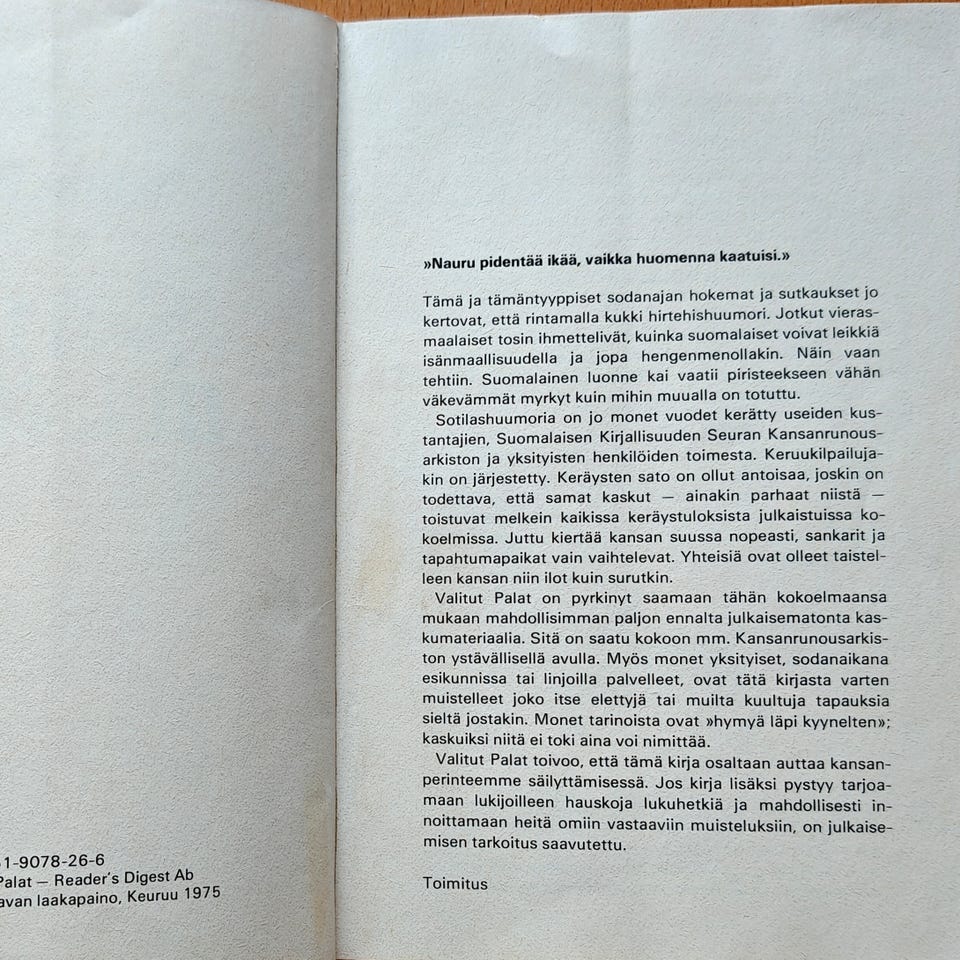 51-9078-26-6
Palat — Reader's Digest Ab
avan laakapaino, Keuruu 1975
»Nauru pidentää ikää, vaikka huomenna kaatuisi.»
Tämä ja tämäntyyppiset sodanajan hokemat ja sutkaukset jo
kertovat, että rintamalla kukki hirtehishuumori. Jotkut vieras-
maalaiset tosin ihmettelivät, kuinka suomalaiset voivat leikkiä
isänmaallisuudella ja jopa hengenmenollakin. Näin vaan
tehtiin. Suomalainen luonne kai vaatii piristeekseen vähän
väkevämmät myrkyt kuin mihin muualla on totuttu.
Sotilashuumoria on jo monet vuodet kerätty useiden kus-
tantajien, Suomalaisen Kirjallisuuden Seuran Kansanrunous-
arkiston ja yksityisten henkilöiden toimesta. Keruukilpailuja-
kin on järjestetty. Keräysten sato on ollut antoisaa, joskin on
todettava, että samat kaskut — ainakin parhaat niistä —
toistuvat melkein kaikissa keräystuloksista julkaistuissa ko-
koelmissa. Juttu kiertää kansan suussa nopeasti, sankarit ja
tapahtumapaikat vain vaihtelevat. Yhteisiä ovat olleet taistel-
leen kansan niin ilot kuin surutkin.
Valitut Palat on pyrkinyt saamaan tähän kokoelmaansa
mukaan mahdollisimman paljon ennalta julkaisematonta kas-
kumateriaalia. Sitä on saatu kokoon mm. Kansanrunousarkis-
ton ystävällisellä avulla. Myös monet yksityiset, sodanaikana
esikunnissa tai linjoilla palvelleet, ovat tätä kirjasta varten
muistelleet joko itse elettyjä tai muilta kuultuja tapauksia
sieltä jostakin. Monet tarinoista ovat »hymyä läpi kyynelten»;
kaskuiksi niitä ei toki aina voi nimittää.
Valitut Palat toivoo, että tämä kirja osaltaan auttaa kansan-
perinteemme säilyttämisessä. Jos kirja lisäksi pystyy tarjoa-
maan lukijoilleen hauskoja lukuhetkiä ja mahdollisesti in-
noittamaan heitä omiin vastaaviin muisteluksiin, on julkaise-
misen tarkoitus saavutettu.
Toimitus